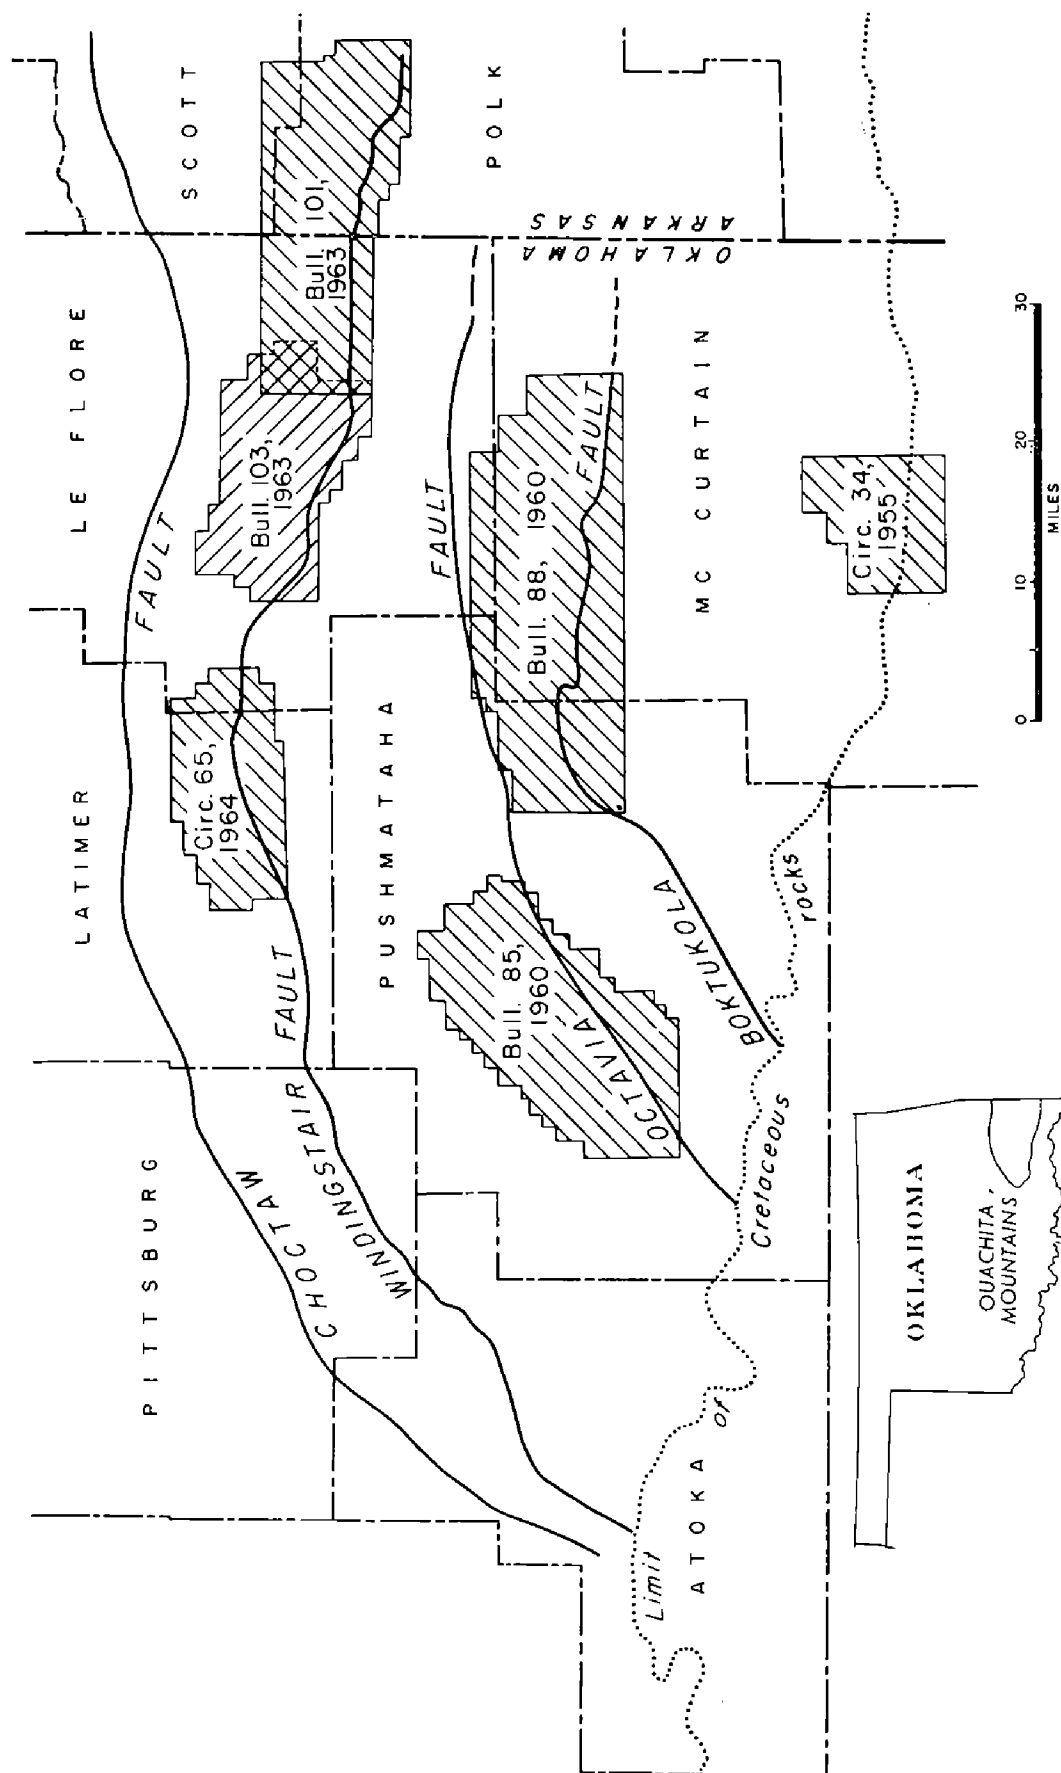 PITTSBURG
LATIMER
LE FLORE
SCOTT
CHOCTAW
FAULT
WINDINGSTAIR
FAULT
Circ. 65,
1964
Bull. 103,
1963
Bull. 101,
1963
POLK
PUSHMATAHA
FAULT
OKLAHOMA
ARKANSAS
Bull. 85,
1960
Bull. 88, 1960
OCTAVIA
BOKTUKOLA
FAULT
MC CURTAIN
Circ. 34,
1955
ATOKA
Limit
of
Cretaceous
rocks
OKLAHOMA
OUACHITA
MOUNTAINS
0
10
20
30
MILES